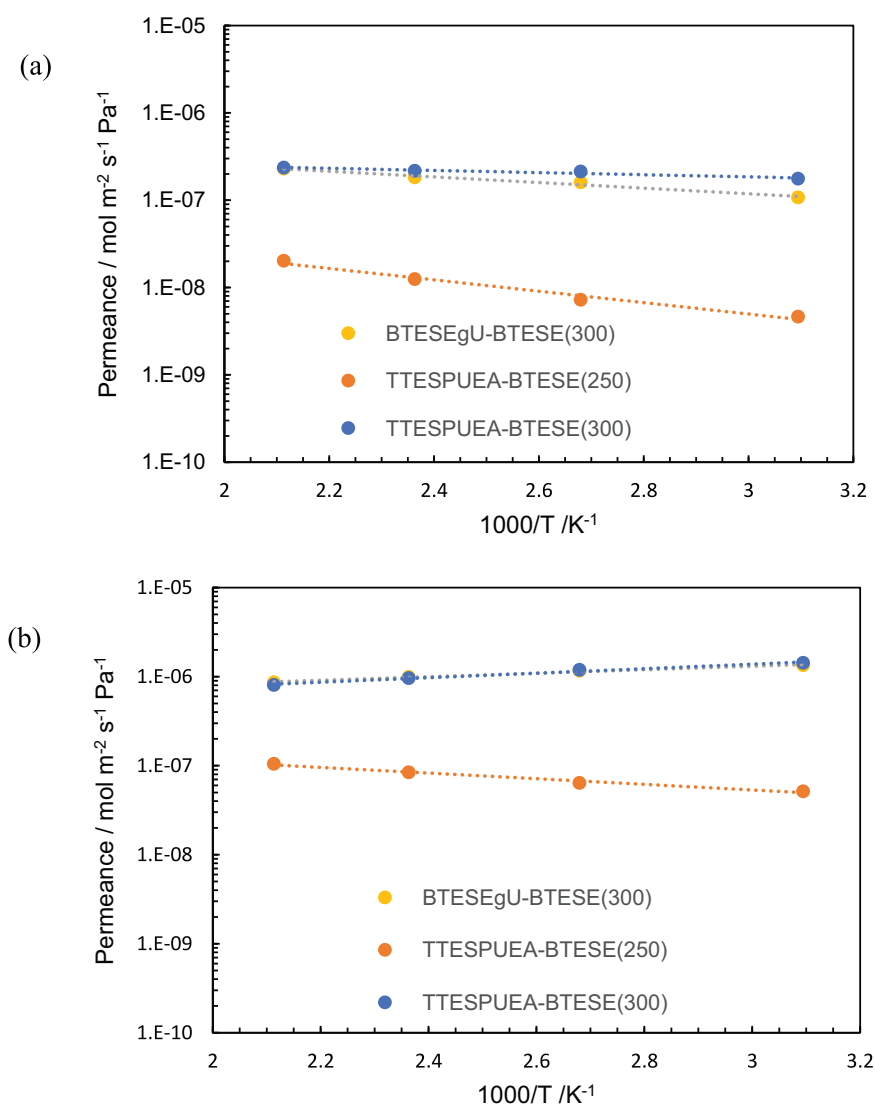 (a)
Permeance / mol m⁻² s⁻¹ Pa⁻¹
1.E-05
1.E-06
1.E-07
1.E-08
1.E-09
1.E-10
BTESEgU-BTESE(300)
TTESPUEA-BTESE(250)
TTESPUEA-BTESE(300)
2 2.2 2.4 2.6 2.8 3 3.2
1000/T /K⁻¹
(b)
Permeance / mol m⁻² s⁻¹ Pa⁻¹
1.E-05
1.E-06
1.E-07
1.E-08
1.E-09
1.E-10
BTESEgU-BTESE(300)
TTESPUEA-BTESE(250)
TTESPUEA-BTESE(300)
2 2.2 2.4 2.6 2.8 3 3.2
1000/T /K⁻¹